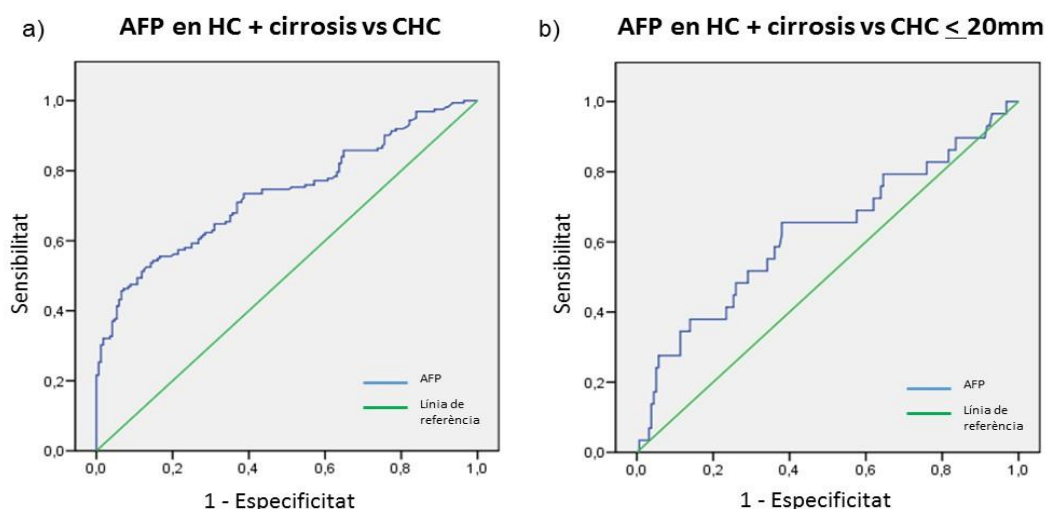 a) AFP en HC + cirrosis vs CHC
Sensibilitat
1,0
0,8
0,6
0,4
0,2
0,0
AFP
Línia de
referència
0,0 0,2 0,4 0,6 0,8 1,0
1 - Especificitat
b) AFP en HC + cirrosis vs CHC < 20mm
Sensibilitat
1,0
0,8
0,6
0,4
0,2
0,0
AFP
Línia de
referència
0,0 0,2 0,4 0,6 0,8 1,0
1 - Especificitat